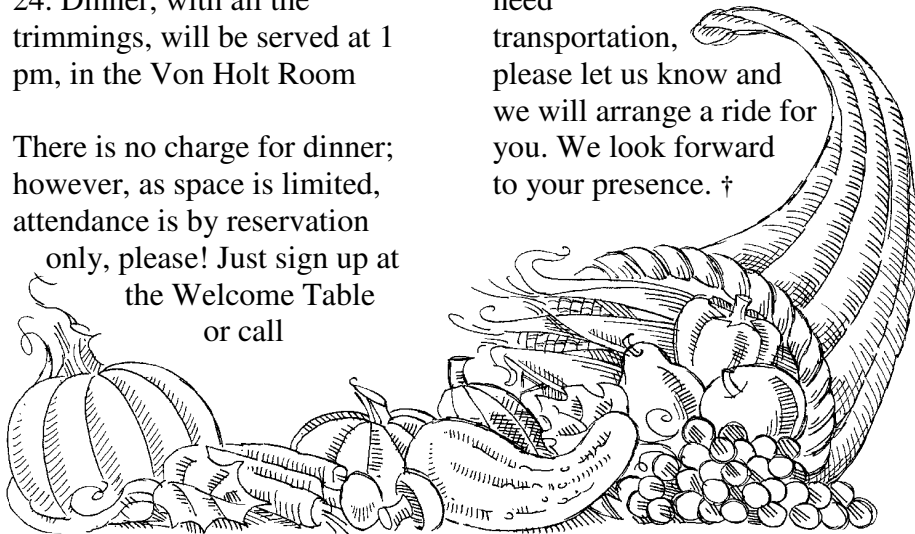 24. Dinner, with all the
trimmings, will be served at 1
pm, in the Von Holt Room
There is no charge for dinner;
however, as space is limited,
attendance is by reservation
only, please! Just sign up at
the Welcome Table
or call
need
transportation,
please let us know and
we will arrange a ride for
you. We look forward
to your presence. †